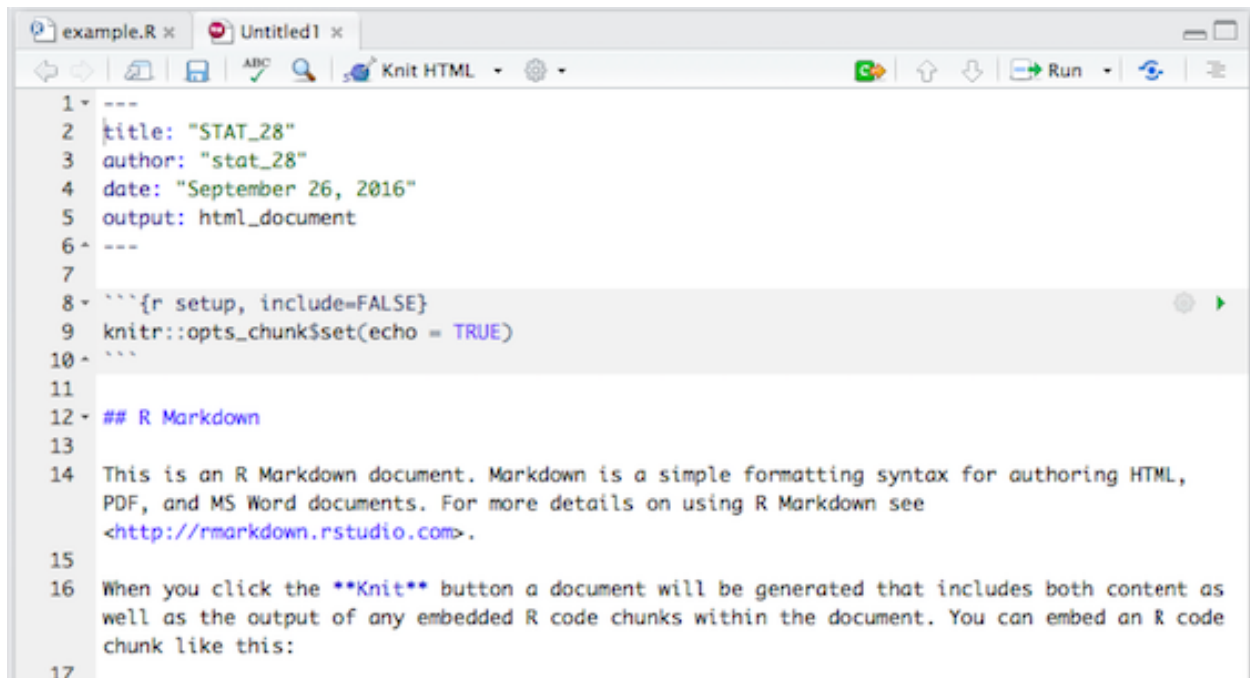 example.R × Untitled1 ×
ABC Knit HTML Run
1 ---
2 title: "STAT_28"
3 author: "stat_28"
4 date: "September 26, 2016"
5 output: html_document
6 ---
7
8 ```{r setup, include=FALSE}
9 knitr::opts_chunk$set(echo = TRUE)
10 ```
11
12 ## R Markdown
13
14 This is an R Markdown document. Markdown is a simple formatting syntax for authoring HTML,
PDF, and MS Word documents. For more details on using R Markdown see
<http://rmarkdown.rstudio.com>.
15
16 When you click the **Knit** button a document will be generated that includes both content as
well as the output of any embedded R code chunks within the document. You can embed an R code
chunk like this:
17